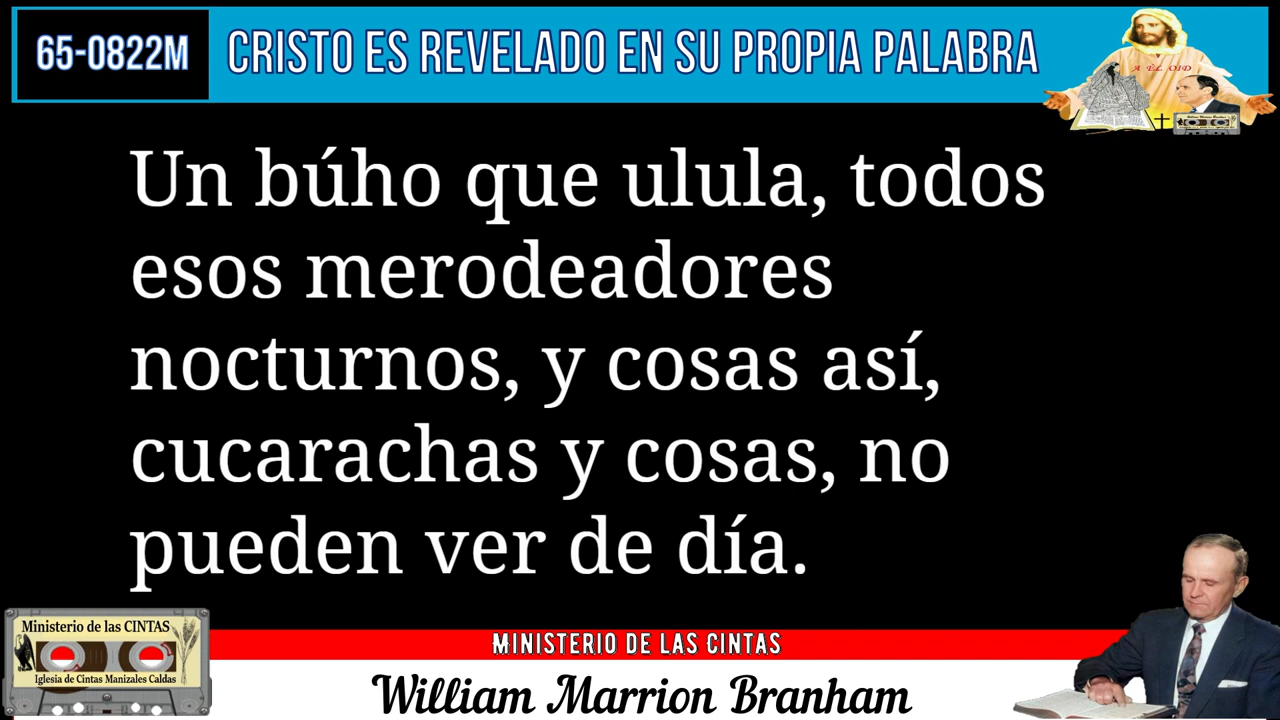 65-0822M
CRISTO ES REVELADO EN SU PROPIA PALABRA
A ÉL OID
Un búho que ulula, todos
esos merodeadores
nocturnos, y cosas así,
cucarachas y cosas, no
pueden ver de día.
Ministerio de las CINTAS
Iglesia de Cintas Manizales Caldas
MINISTERIO DE LAS CINTAS
William Marrion Branham